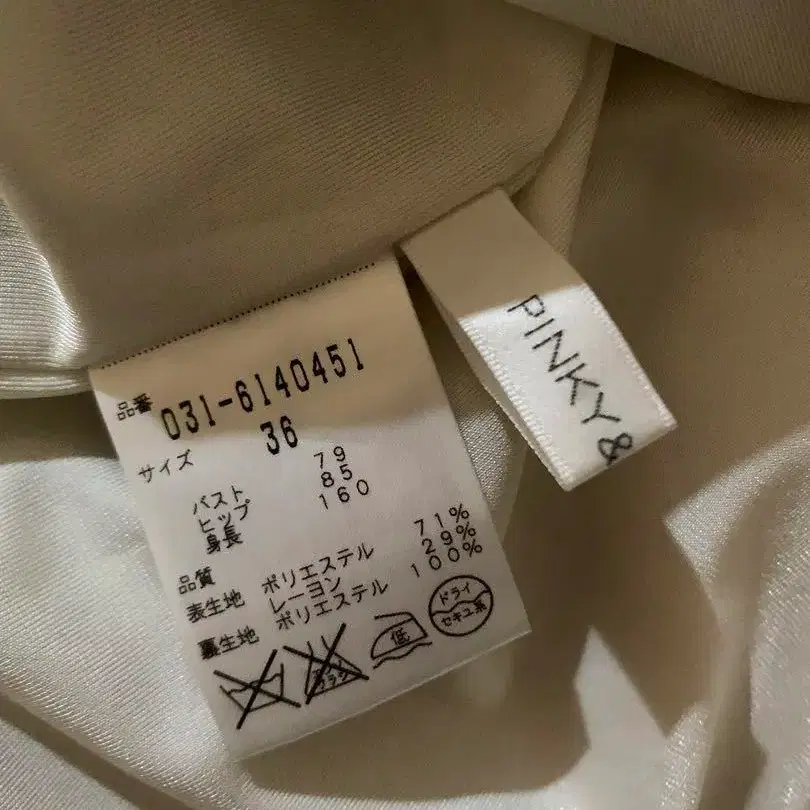 品番 031-6140451
サイズ 36
バスト 79
ヒップ 85
身長 160
品質
表生地 ポリエステル 71%
レーヨン 29%
裏生地 ポリエステル 100%
低
ドライ
セキユ系
PINKY &